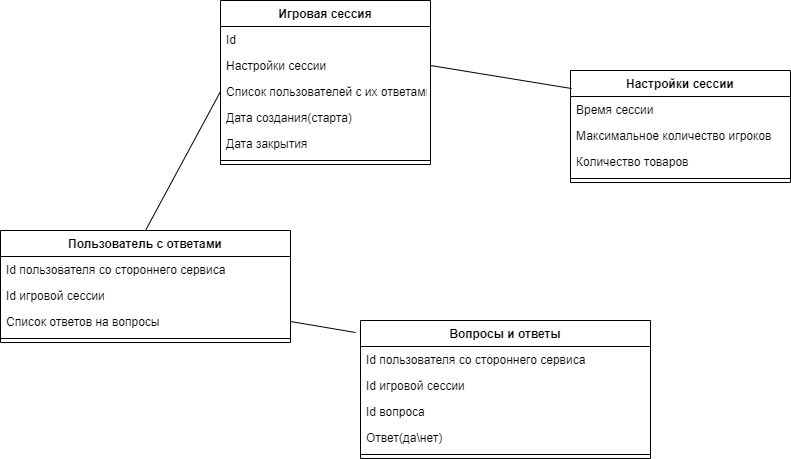 Игровая сессия
Id
Настройки сессии
Список пользователей с их ответами
Дата создания(старта)
Дата закрытия
Настройки сессии
Время сессии
Максимальное количество игроков
Количество товаров
Пользователь с ответами
Id пользователя со стороннего сервиса
Id игровой сессии
Список ответов на вопросы
Вопросы и ответы
Id пользователя со стороннего сервиса
Id игровой сессии
Id вопроса
Ответ(да\нет)